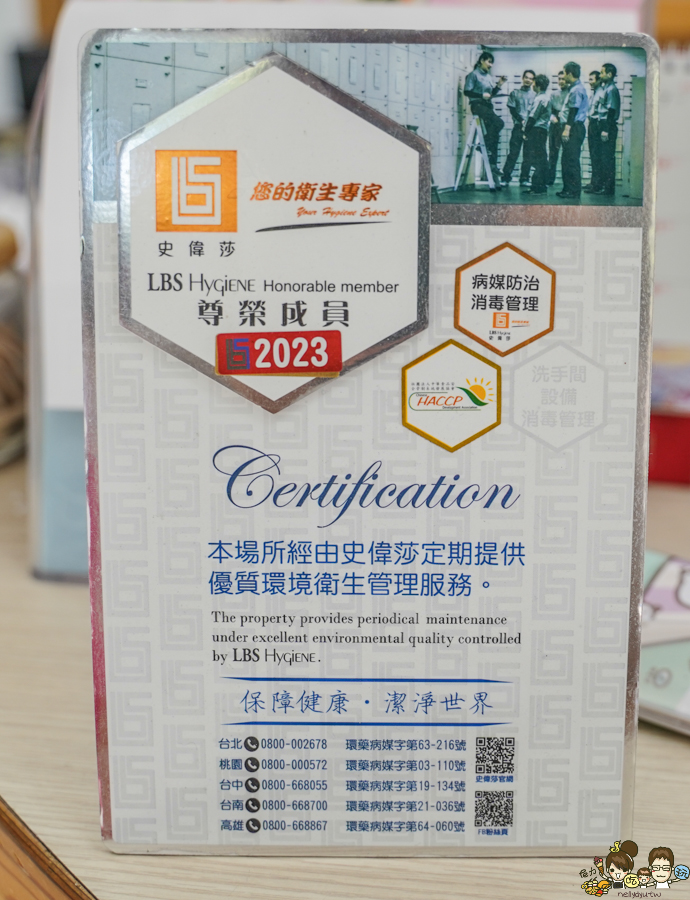 您的衛生專家
Your Hygiene Expert
史偉莎
LBS HYGIENE Honorable member
尊榮成員
2023
病媒防治
消毒管理
史偉莎
HACCP
Development Association
洗手間
設備
消毒管理
Certification
本場所經由史偉莎定期提供
優質環境衛生管理服務。
The property provides periodical maintenance
under excellent environmental quality controlled
by LBS HYGIENE.
保障健康・潔淨世界
台北 0800-002678 環藥病媒字第63-216號
桃園 0800-000572 環藥病媒字第03-110號
台中 0800-668055 環藥病媒字第19-134號
台南 0800-668700 環藥病媒字第21-036號
高雄 0800-668867 環藥病媒字第64-060號
史偉莎官網
FB粉絲頁
nellydyu.tw